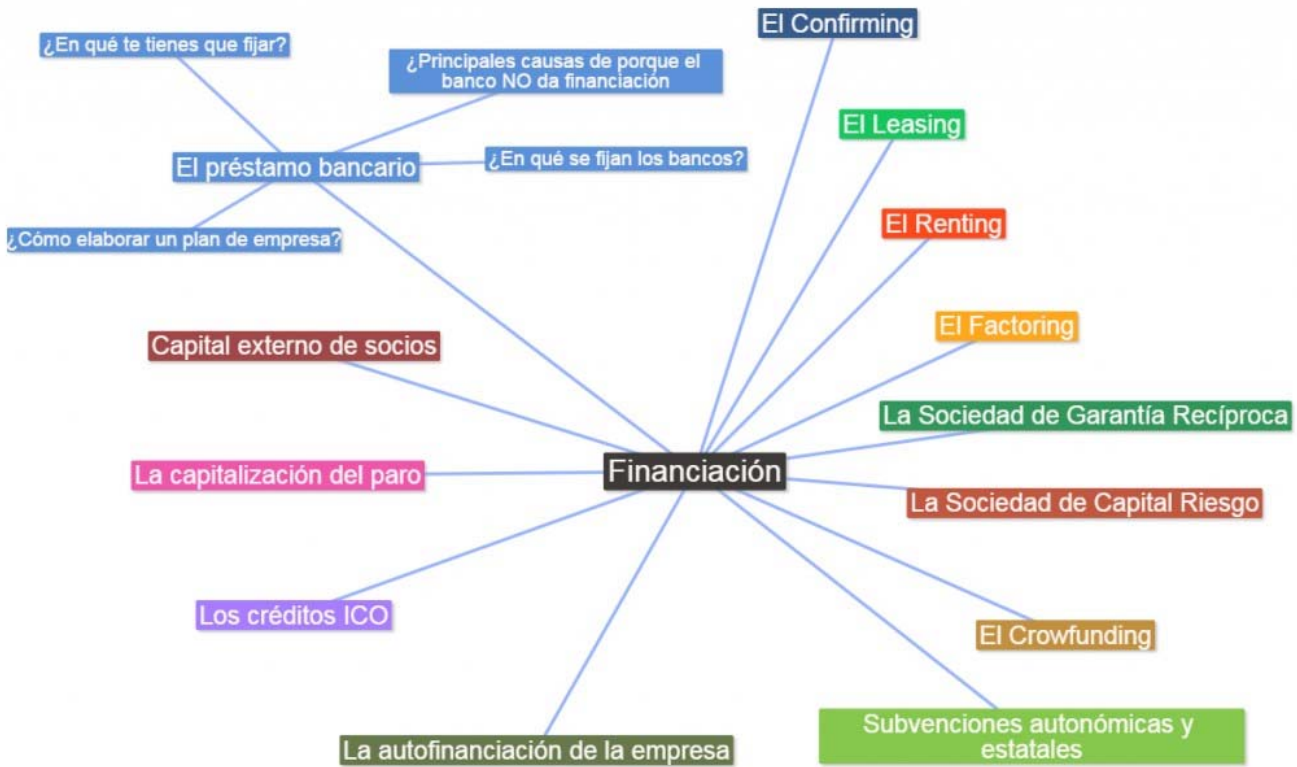 El Confirming
¿En qué te tienes que fijar?
¿Principales causas de porque el
banco NO da financiación
El Leasing
El préstamo bancario
¿En qué se fijan los bancos?
El Renting
¿Cómo elaborar un plan de empresa?
El Factoring
Capital externo de socios
La Sociedad de Garantía Recíproca
Financiación
La capitalización del paro
La Sociedad de Capital Riesgo
Los créditos ICO
El Crowfunding
Subvenciones autonómicas y
estatales
La autofinanciación de la empresa